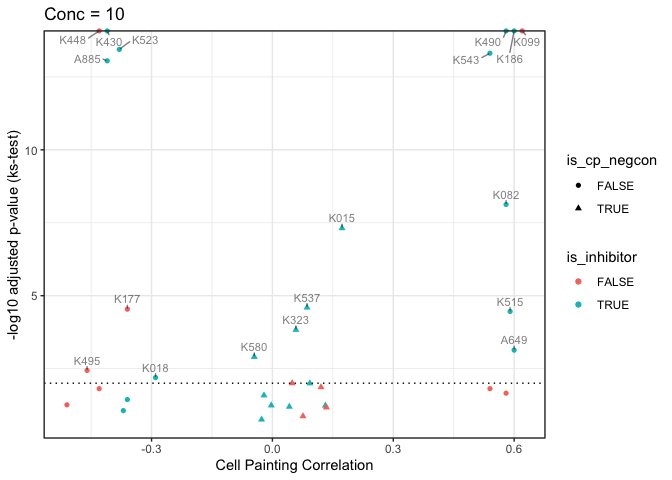 Conc = 10
K448
K430
K523
A885
K490
K099
K543
K186
K082
K015
K177
K537
K515
K323
A649
K580
K495
K018
10
5
-0.3
0.0
0.3
0.6
Cell Painting Correlation
-log10 adjusted p-value (ks-test)
is_cp_negcon
FALSE
TRUE
is_inhibitor
FALSE
TRUE